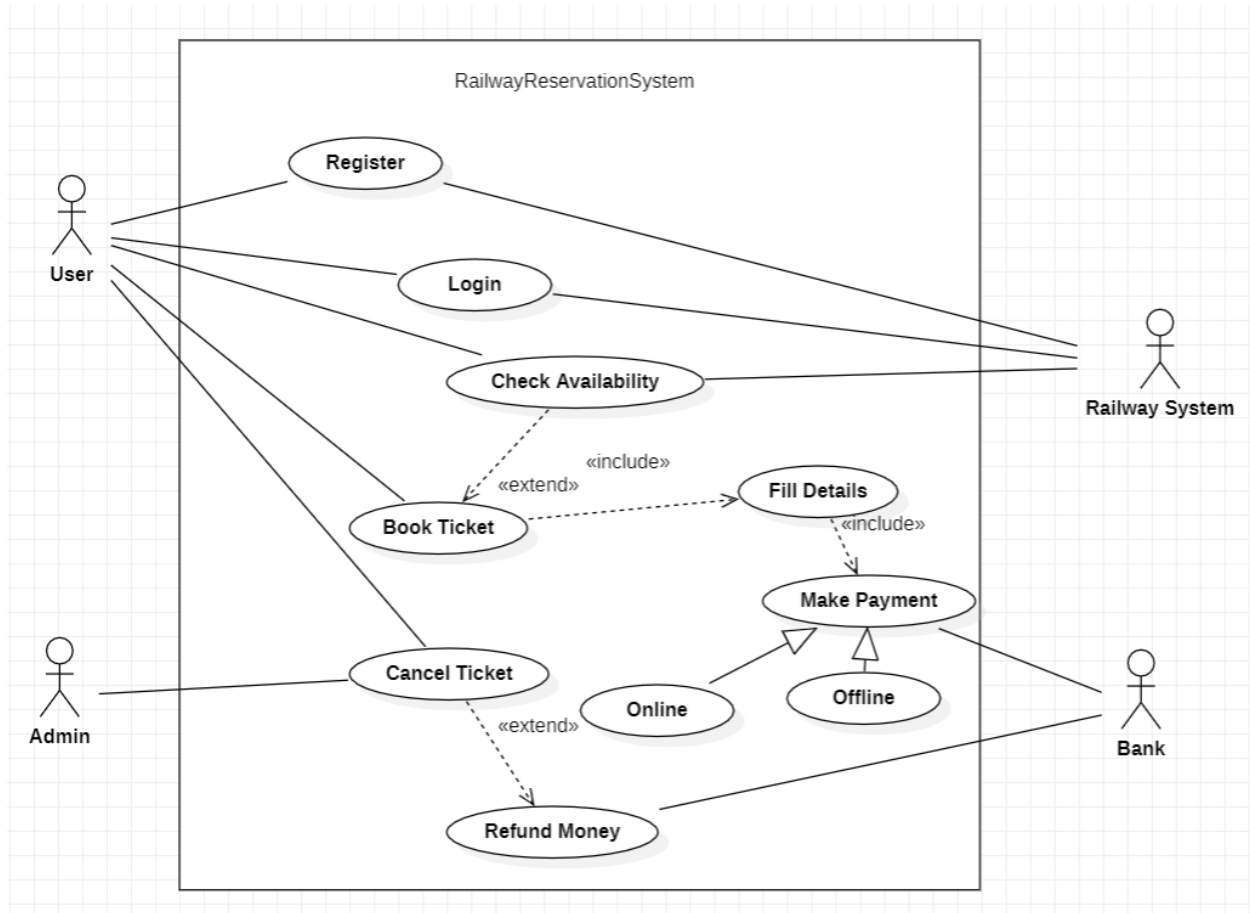 RailwayReservationSystem
Register
User
Login
Railway System
Check Availability
«include»
«extend»
Fill Details
Book Ticket
«include»
Make Payment
Cancel Ticket
Online
Offline
Admin
«extend»
Bank
Refund Money